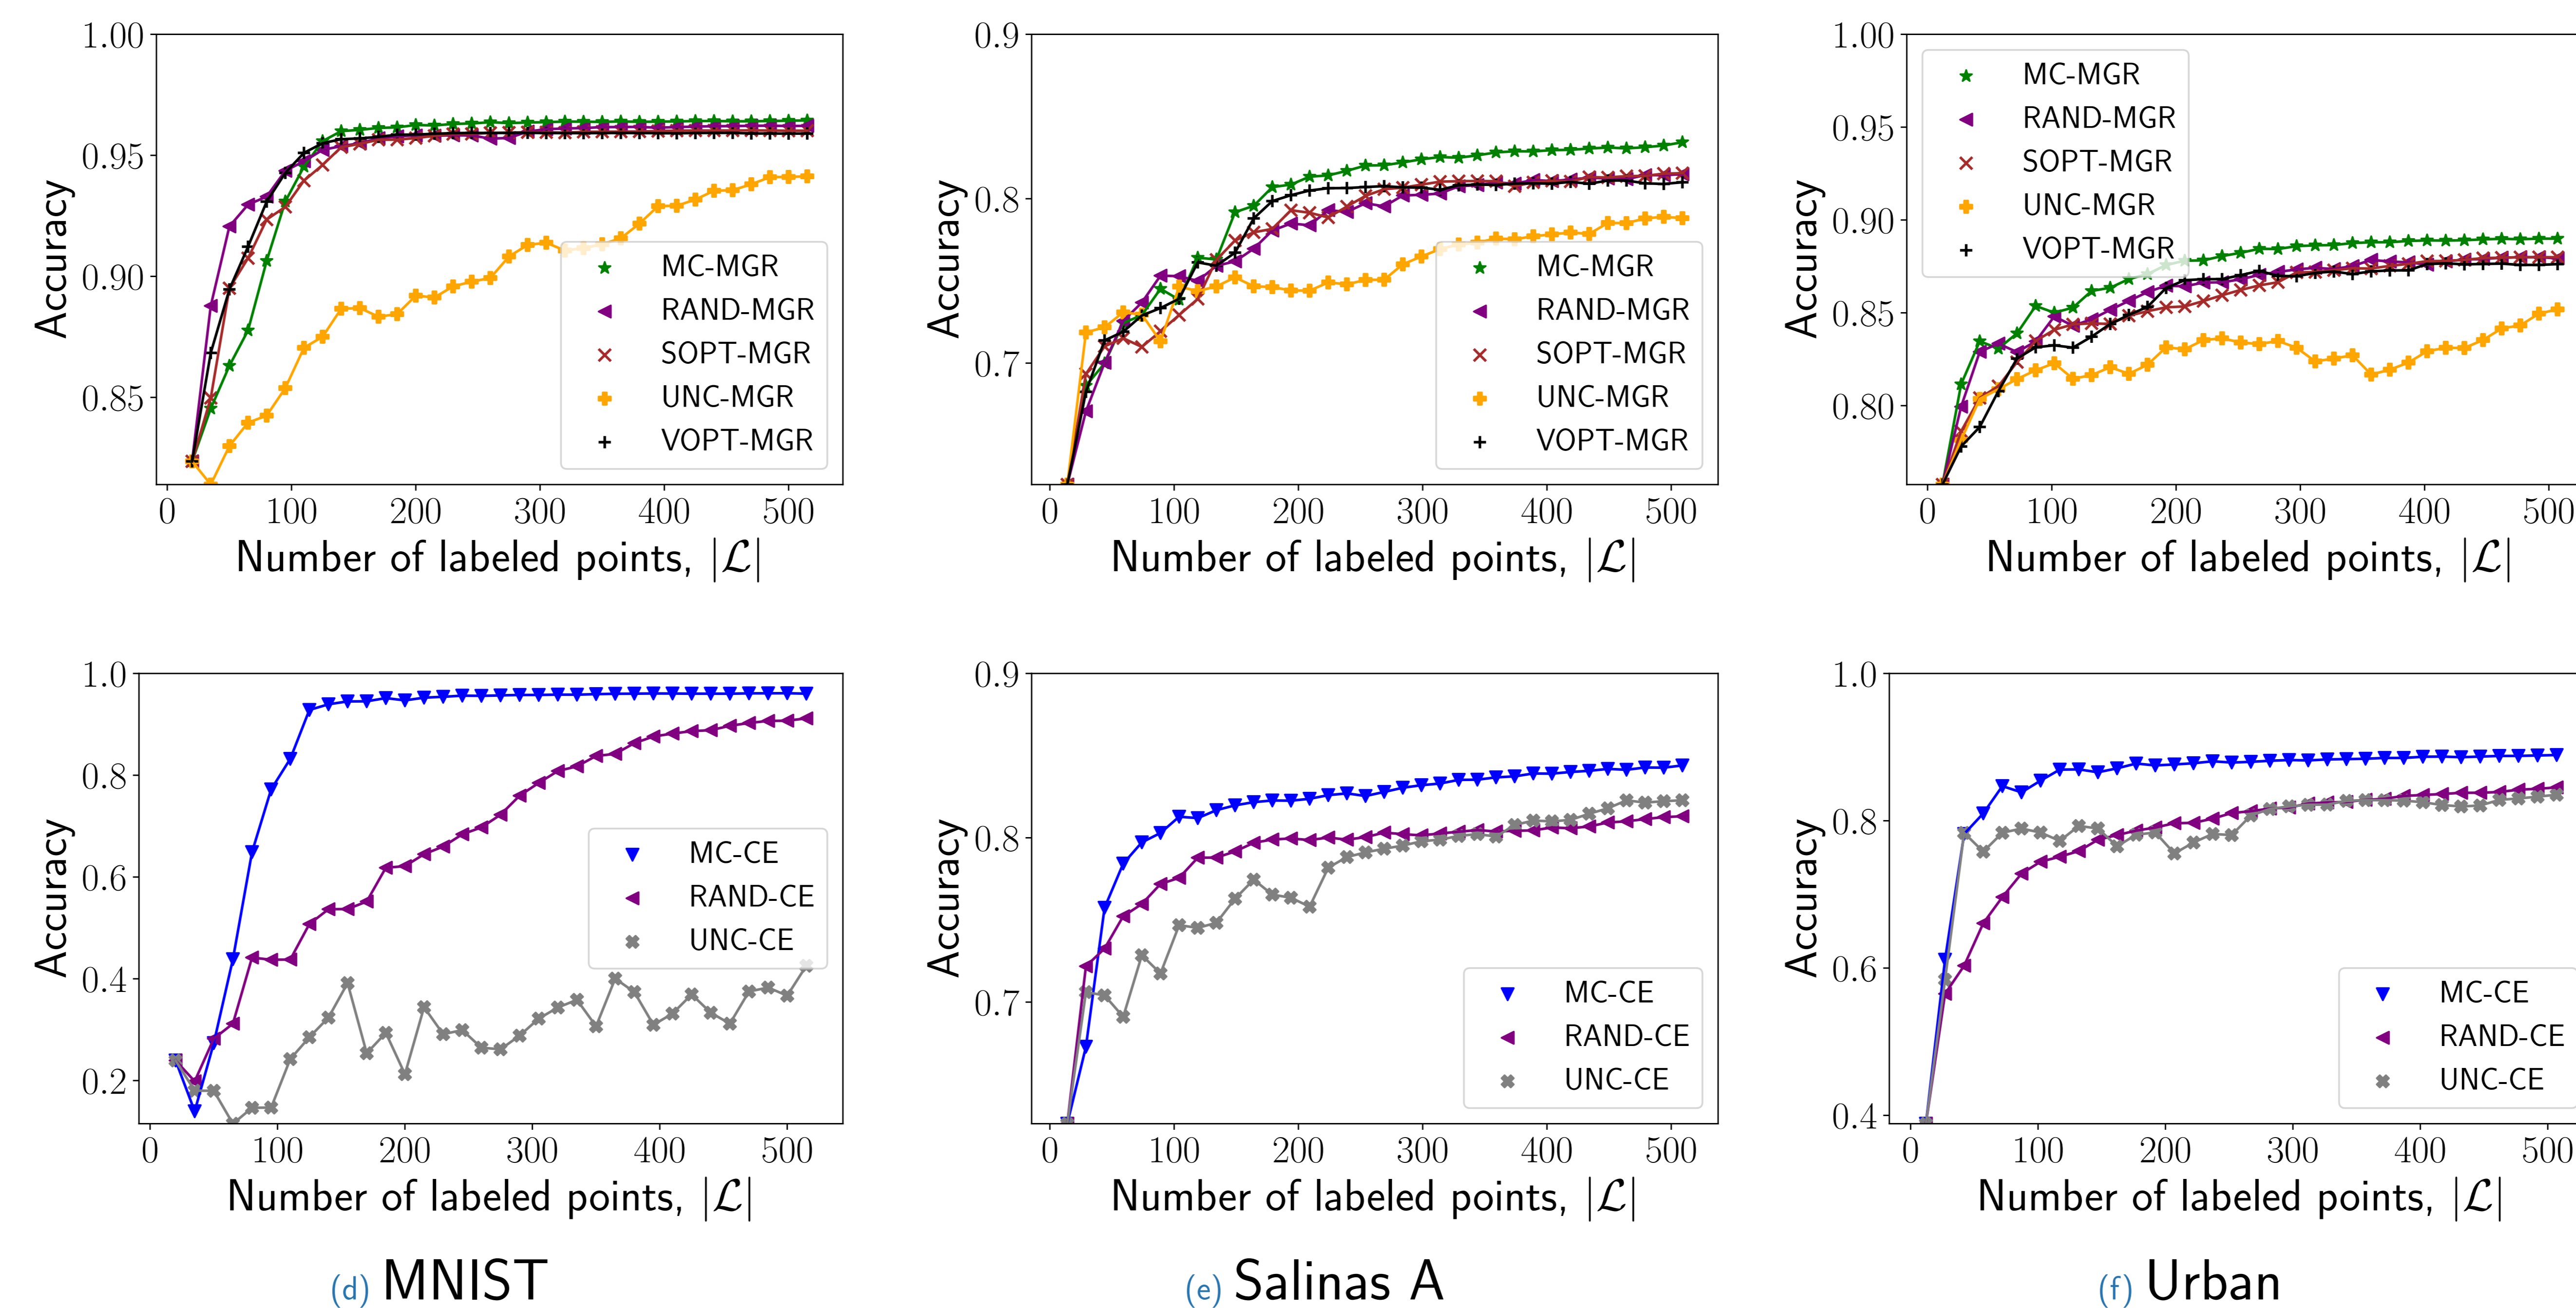 1.00
0.95
0.90
0.85
Accuracy
0 100 200 300 400 500
Number of labeled points, |ℒ|
MC-MGR
RAND-MGR
SOPT-MGR
UNC-MGR
VOPT-MGR
0.9
0.8
0.7
Accuracy
0 100 200 300 400 500
Number of labeled points, |ℒ|
MC-MGR
RAND-MGR
SOPT-MGR
UNC-MGR
VOPT-MGR
1.00
0.95
0.90
0.85
0.80
Accuracy
0 100 200 300 400 500
Number of labeled points, |ℒ|
MC-MGR
RAND-MGR
SOPT-MGR
UNC-MGR
VOPT-MGR
1.0
0.8
0.6
0.4
0.2
Accuracy
0 100 200 300 400 500
Number of labeled points, |ℒ|
MC-CE
RAND-CE
UNC-CE
(d) MNIST
0.9
0.8
0.7
Accuracy
0 100 200 300 400 500
Number of labeled points, |ℒ|
MC-CE
RAND-CE
UNC-CE
(e) Salinas A
1.0
0.8
0.6
0.4
Accuracy
0 100 200 300 400 500
Number of labeled points, |ℒ|
MC-CE
RAND-CE
UNC-CE
(f) Urban